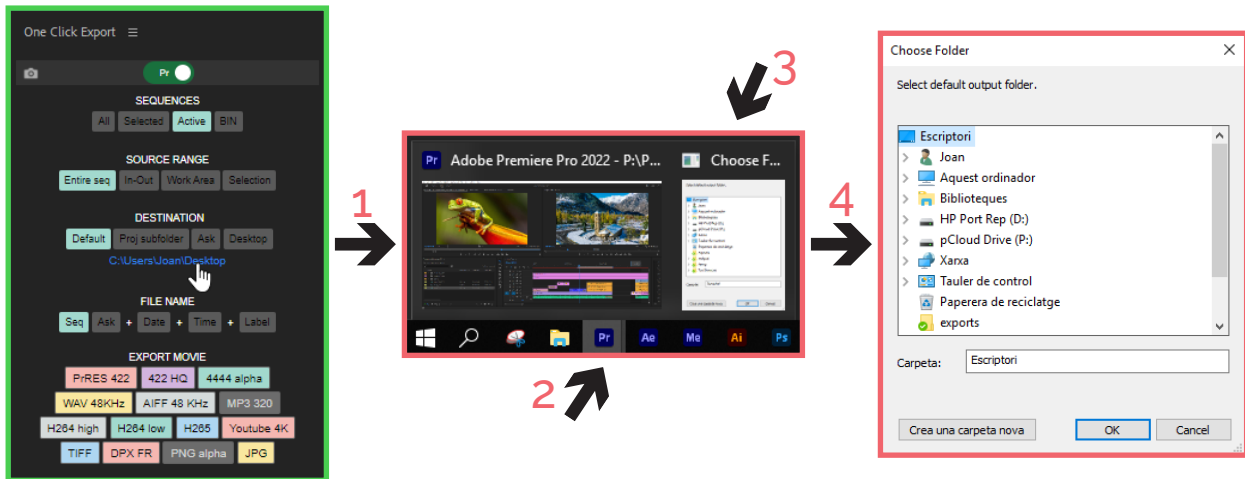 One Click Export
Pr
SEQUENCES
All Selected Active BIN
SOURCE RANGE
Entire seq In-Out Work Area Selection
DESTINATION
Default Proj subfolder Ask Desktop
C:\Users\Joan\Desktop
FILE NAME
Seq Ask + Date + Time + Label
EXPORT MOVIE
PrRES 422 422 HQ 4444 alpha
WAV 48KHz AIFF 48 KHz MP3 320
H264 high H264 low H265 Youtube 4K
TIFF DPX FR PNG alpha JPG
1
2
3
4
Pr Adobe Premiere Pro 2022 - P:\P... Choose F...
Pr Ae Me Ai Ps
Choose Folder
Select default output folder.
Escriptori
Joan
Aquest ordinador
Biblioteques
HP Port Rep (D:)
pCloud Drive (P:)
Xarxa
Tauler de control
Paperera de reciclatge
exports
Carpeta: Escriptori
Crea una carpeta nova OK Cancel